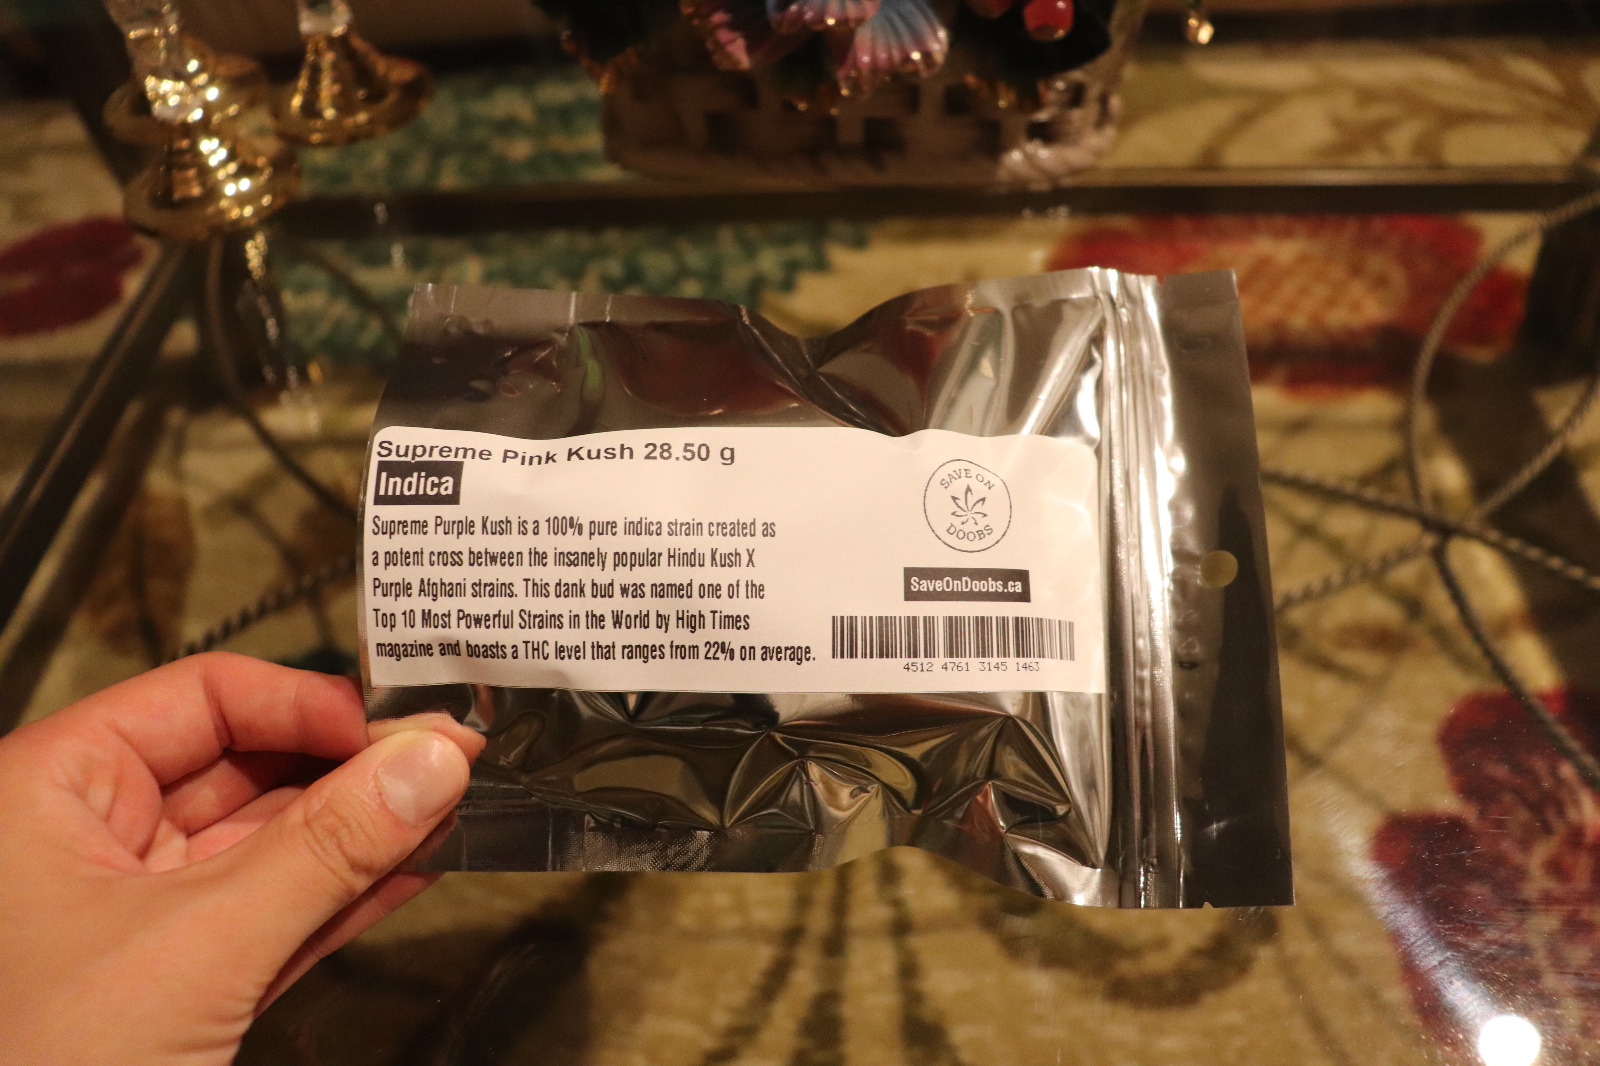 Supreme Pink Kush 28.50 g
Indica
Supreme Purple Kush is a 100% pure indica strain created as
a potent cross between the insanely popular Hindu Kush X
Purple Afghani strains. This dank bud was named one of the
Top 10 Most Powerful Strains in the World by High Times
magazine and boasts a THC level that ranges from 22% on average.
SAVE ON
DOOBS
SaveOnDoobs.ca
4512 4761 3145 1463